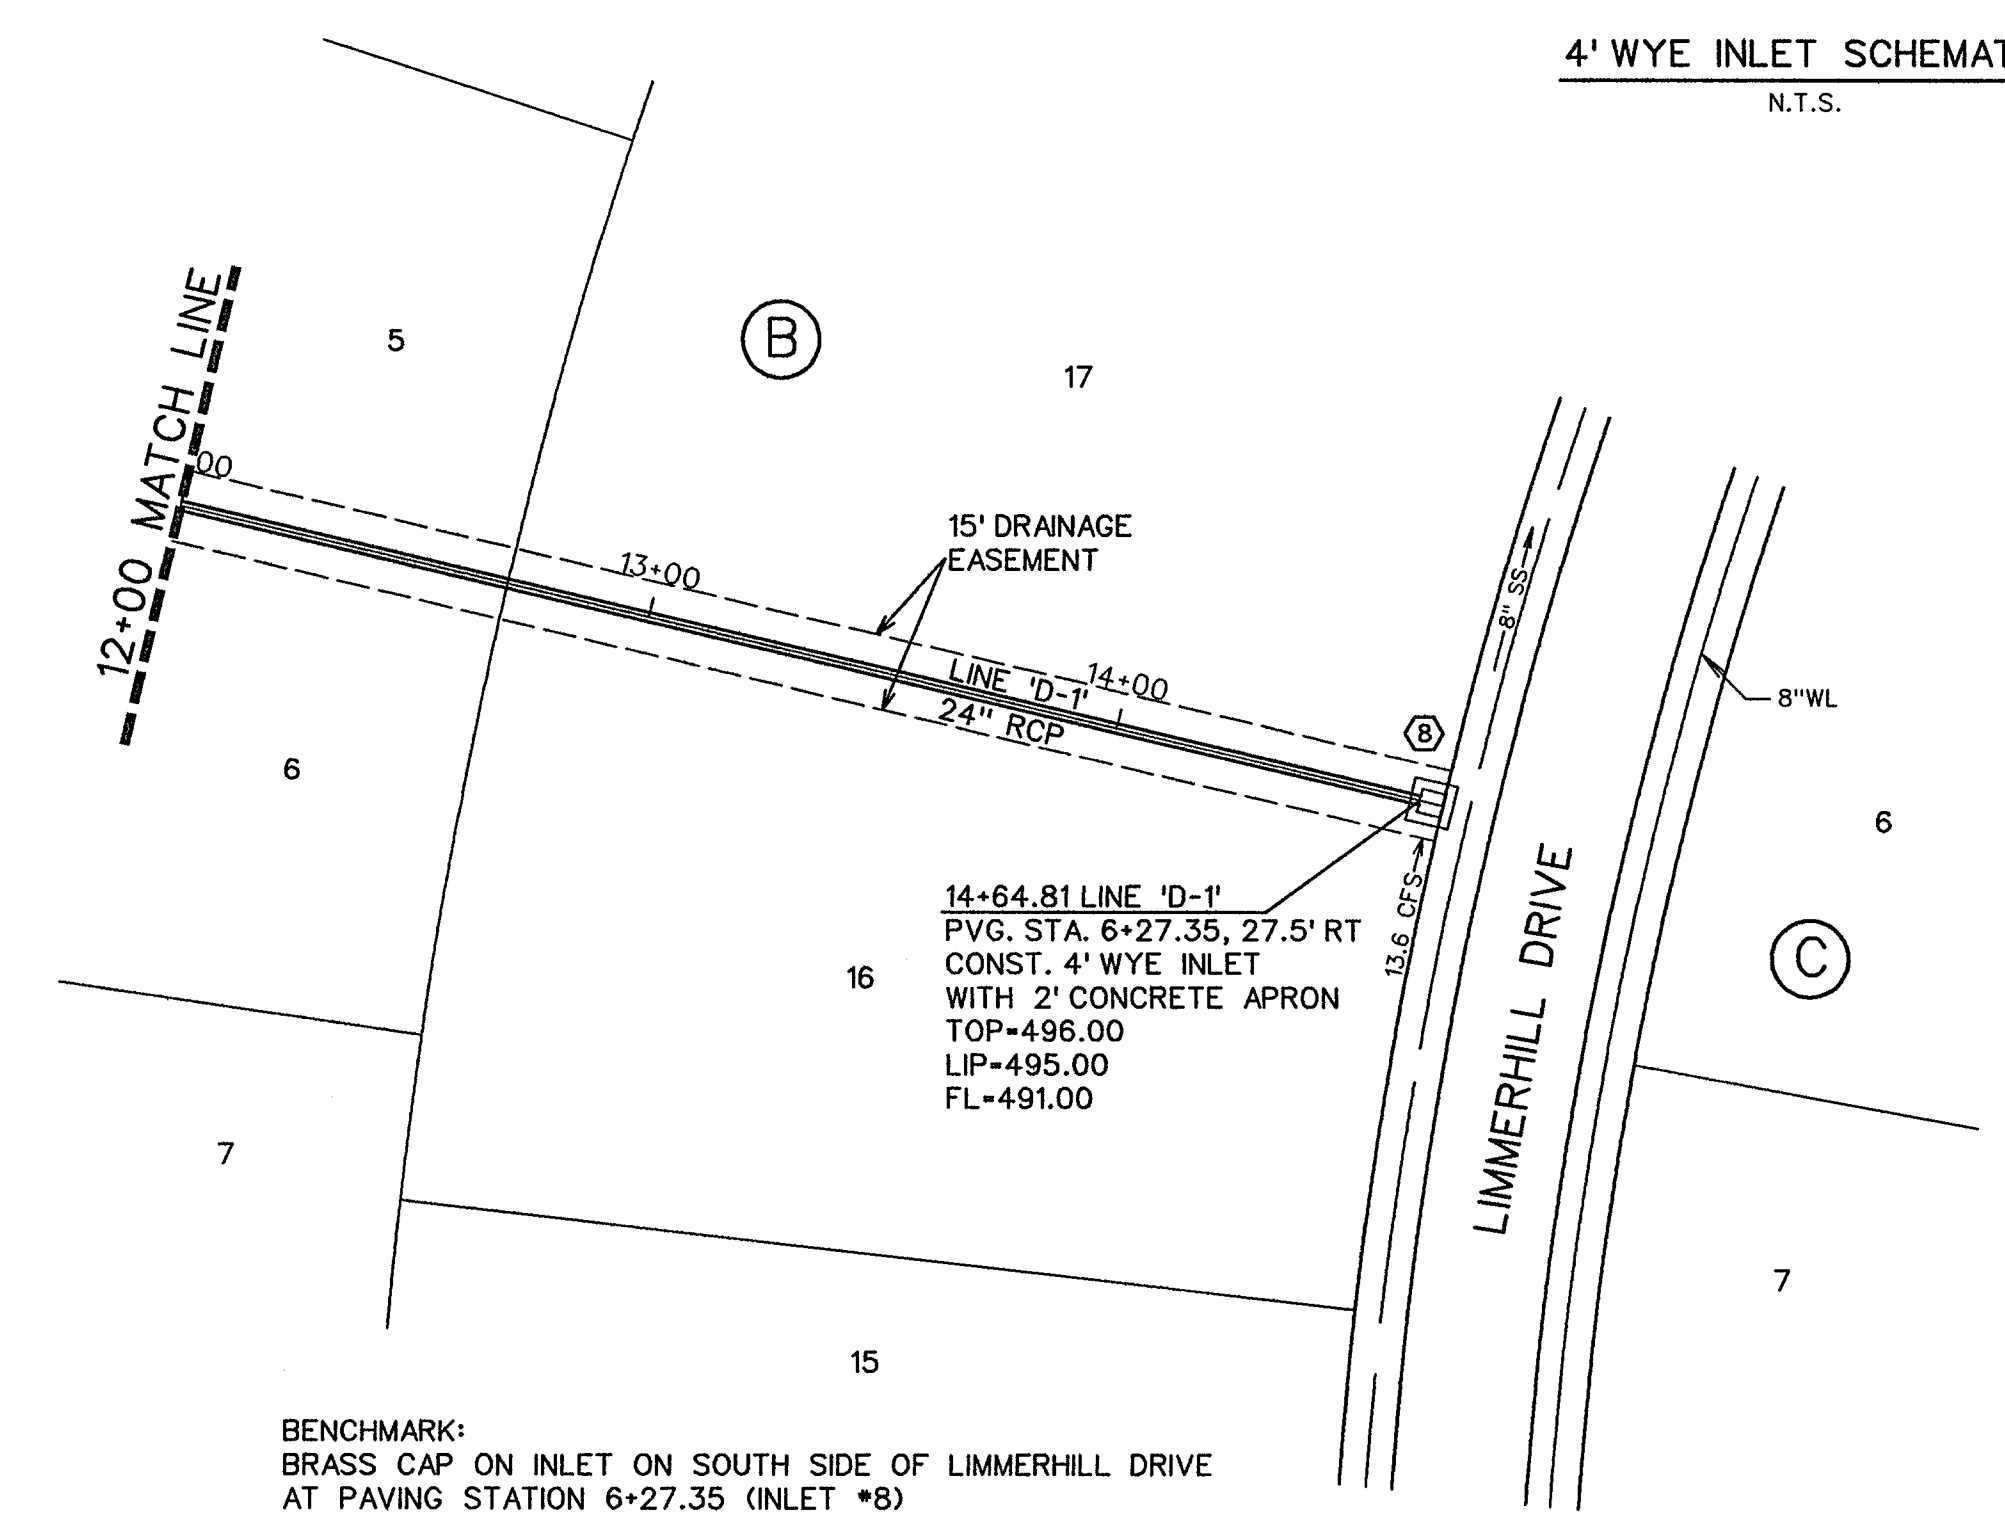 4' WYE INLET SCHEMAT
N.T.S.
12+00 MATCH LINE
00
5
B
17
15' DRAINAGE
EASEMENT
13+00
14+00
LINE 'D-1'
24" RCP
8" SS
8"WL
8
6
6
14+64.81 LINE 'D-1'
PVG. STA. 6+27.35, 27.5' RT
CONST. 4' WYE INLET
WITH 2' CONCRETE APRON
TOP=496.00
LIP=495.00
FL=491.00
13.6 CFS
LIMMERHILL DRIVE
C
16
7
7
15
BENCHMARK:
BRASS CAP ON INLET ON SOUTH SIDE OF LIMMERHILL DRIVE
AT PAVING STATION 6+27.35 (INLET #8)